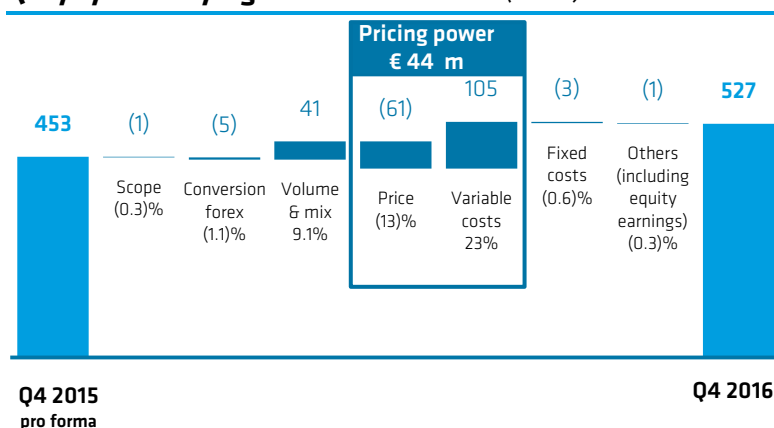 Pricing power
€ 44 m
453
(1)
(5)
41
(61)
105
(3)
(1)
527
Scope
(0.3)%
Conversion
forex
(1.1)%
Volume
& mix
9.1%
Price
(13)%
Variable
costs
23%
Fixed
costs
(0.6)%
Others
(including
equity
earnings)
(0.3)%
Q4 2015
pro forma
Q4 2016